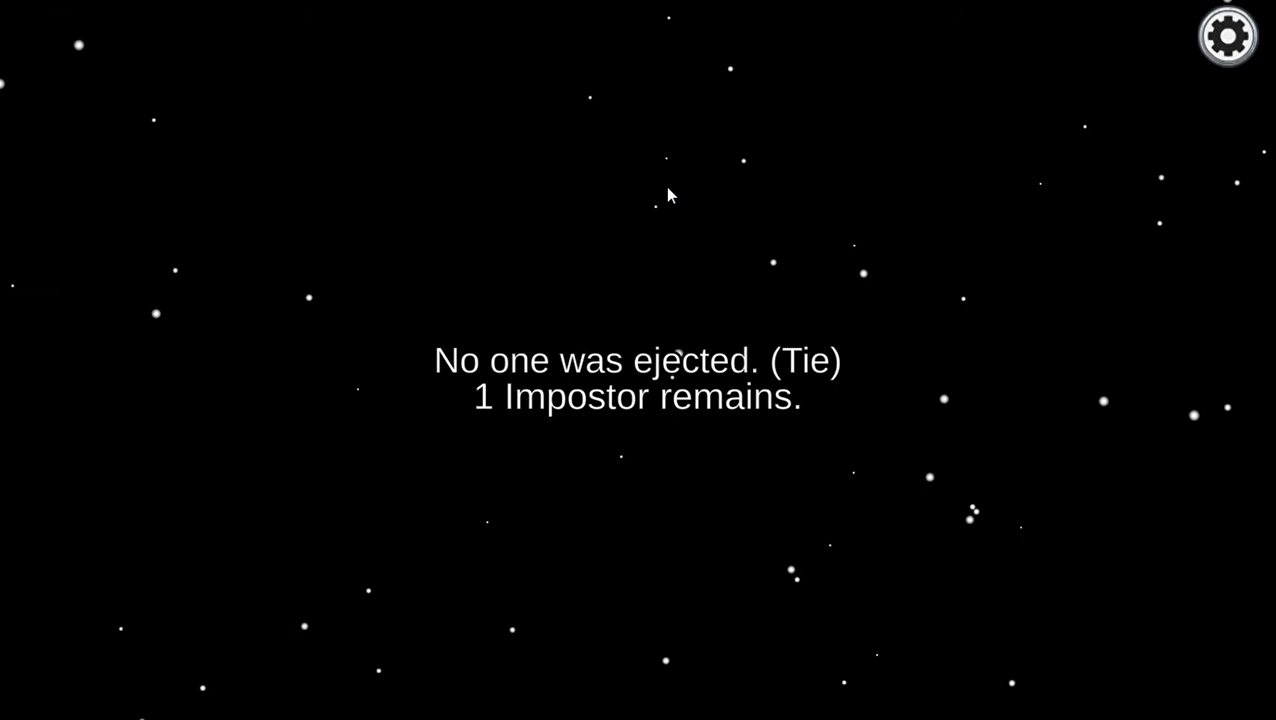 No one was ejected. (Tie)
1 Impostor remains.